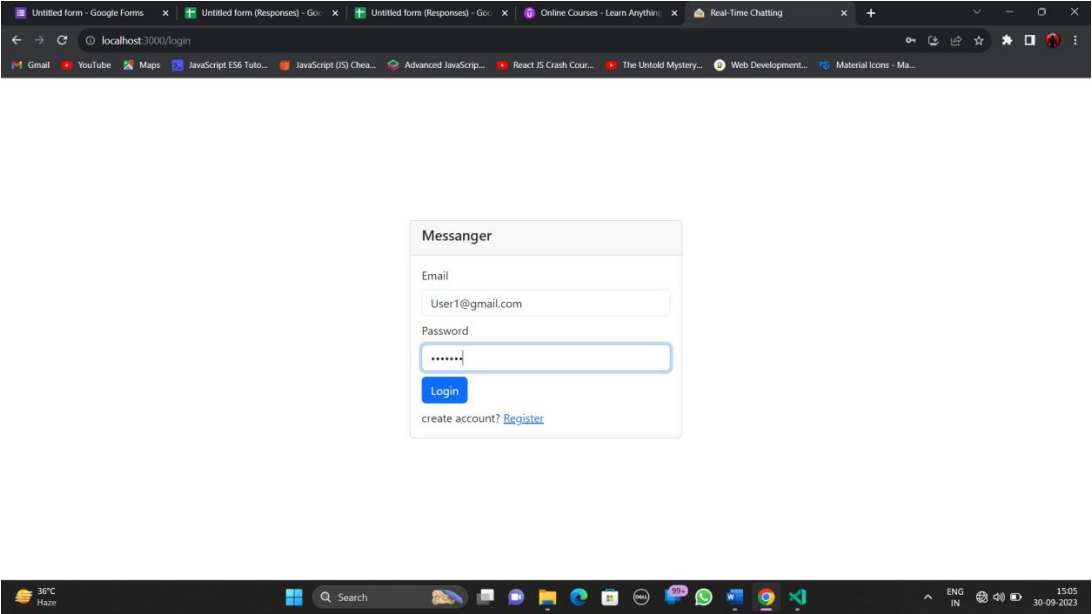 Untitled form - Google Forms
Untitled form (Responses) - Goo
Untitled form (Responses) - Goo
Online Courses - Learn Anything
Real-Time Chatting
localhost:3000/login
Gmail
YouTube
Maps
JavaScript ES6 Tuto...
JavaScript (JS) Chea...
Advanced JavaScrip...
React JS Crash Cour...
The Untold Mystery...
Web Development...
Material Icons - Ma...
Messanger
Email
User1@gmail.com
Password
•••••••
Login
create account? Register
36°C
Haze
Search
DELL
99+
ENG
IN
15:05
30-09-2023